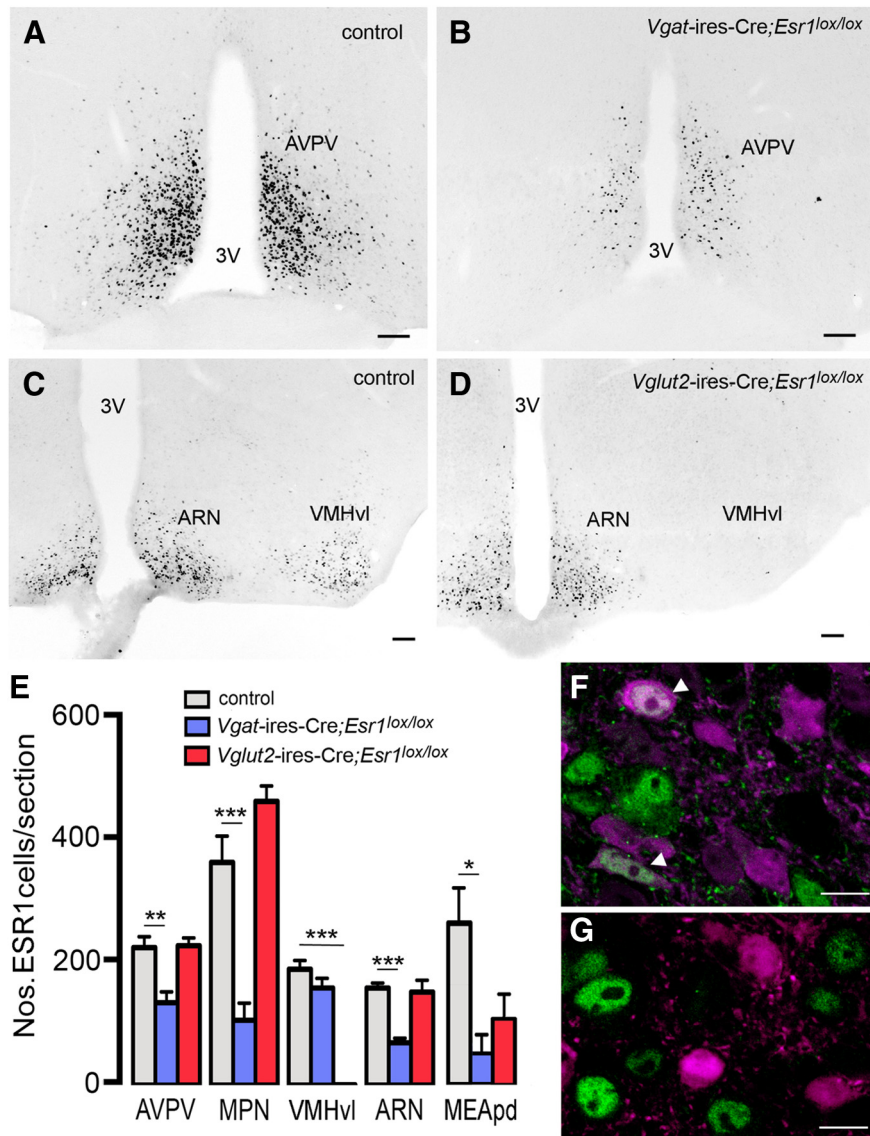 A
control
AVPV
3V
B
Vgat-ires-Cre;Esr1lox/lox
AVPV
3V
C
control
3V
ARN
VMHvl
D
Vglut2-ires-Cre;Esr1lox/lox
3V
ARN
VMHvl
E
control
Vgat-ires-Cre;Esr1lox/lox
Vglut2-ires-Cre;Esr1lox/lox
Nos. ESR1 cells/section
600
400
200
0
**
***
***
***
*
AVPV MPN VMHvl ARN MEApd
F
G